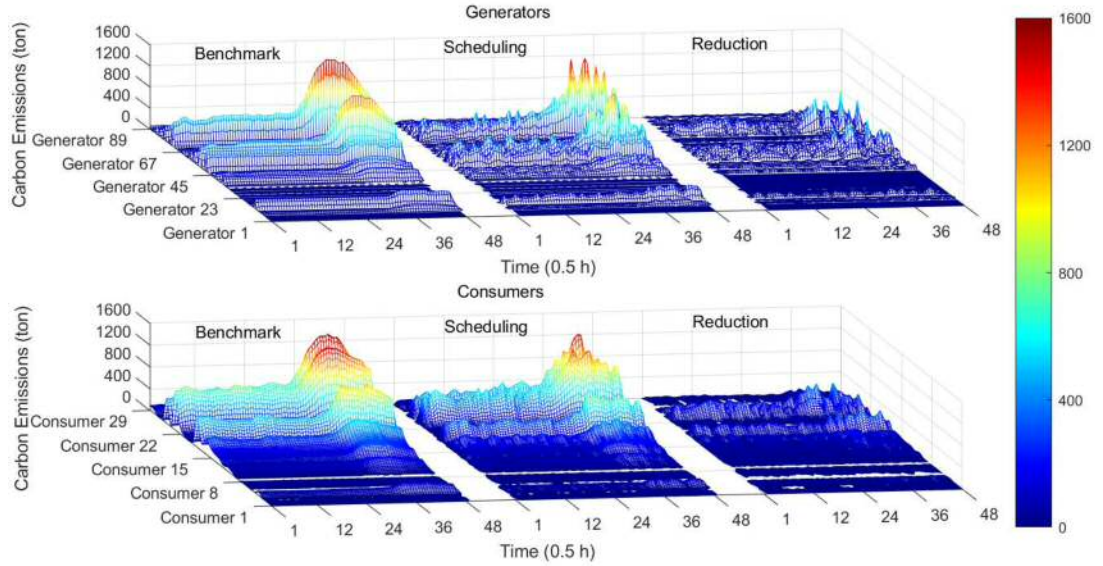 Generators
Benchmark Scheduling Reduction
Carbon Emissions (ton)
1600
1200
800
400
0
Generator 89
Generator 67
Generator 45
Generator 23
Generator 1
1 12 24 36 48 1 12 24 36 48 1 12 24 36 48
Time (0.5 h)
Consumers
Benchmark Scheduling Reduction
Carbon Emissions (ton)
1600
1200
800
400
0
Consumer 29
Consumer 22
Consumer 15
Consumer 8
Consumer 1
1 12 24 36 48 1 12 24 36 48 1 12 24 36 48
Time (0.5 h)
1600
1200
800
400
0